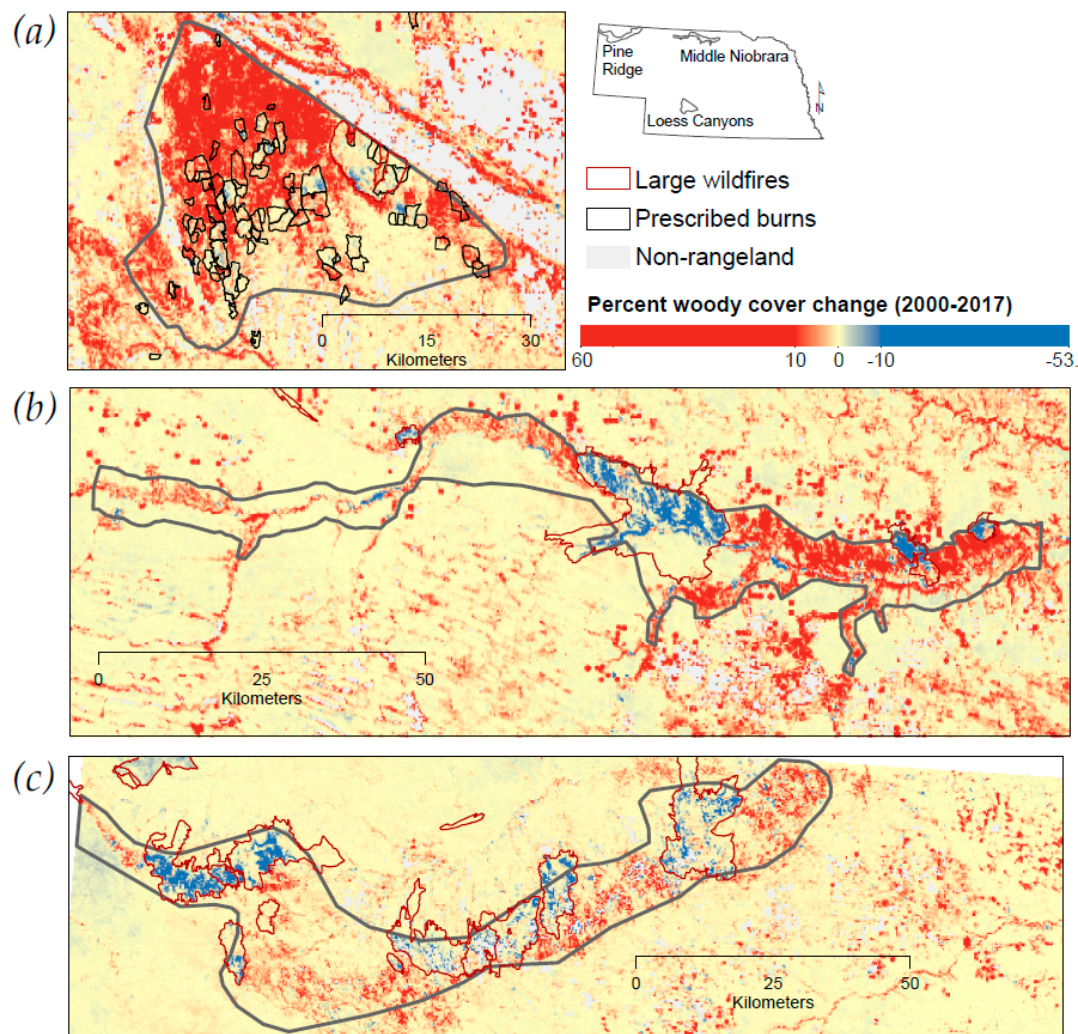 (a)
Pine
Ridge
Middle Niobrara
Loess Canyons
N
Large wildfires
Prescribed burns
Non-rangeland
Percent woody cover change (2000-2017)
60 10 0 -10 -53.
0 15 30
Kilometers
(b)
0 25 50
Kilometers
(c)
0 25 50
Kilometers